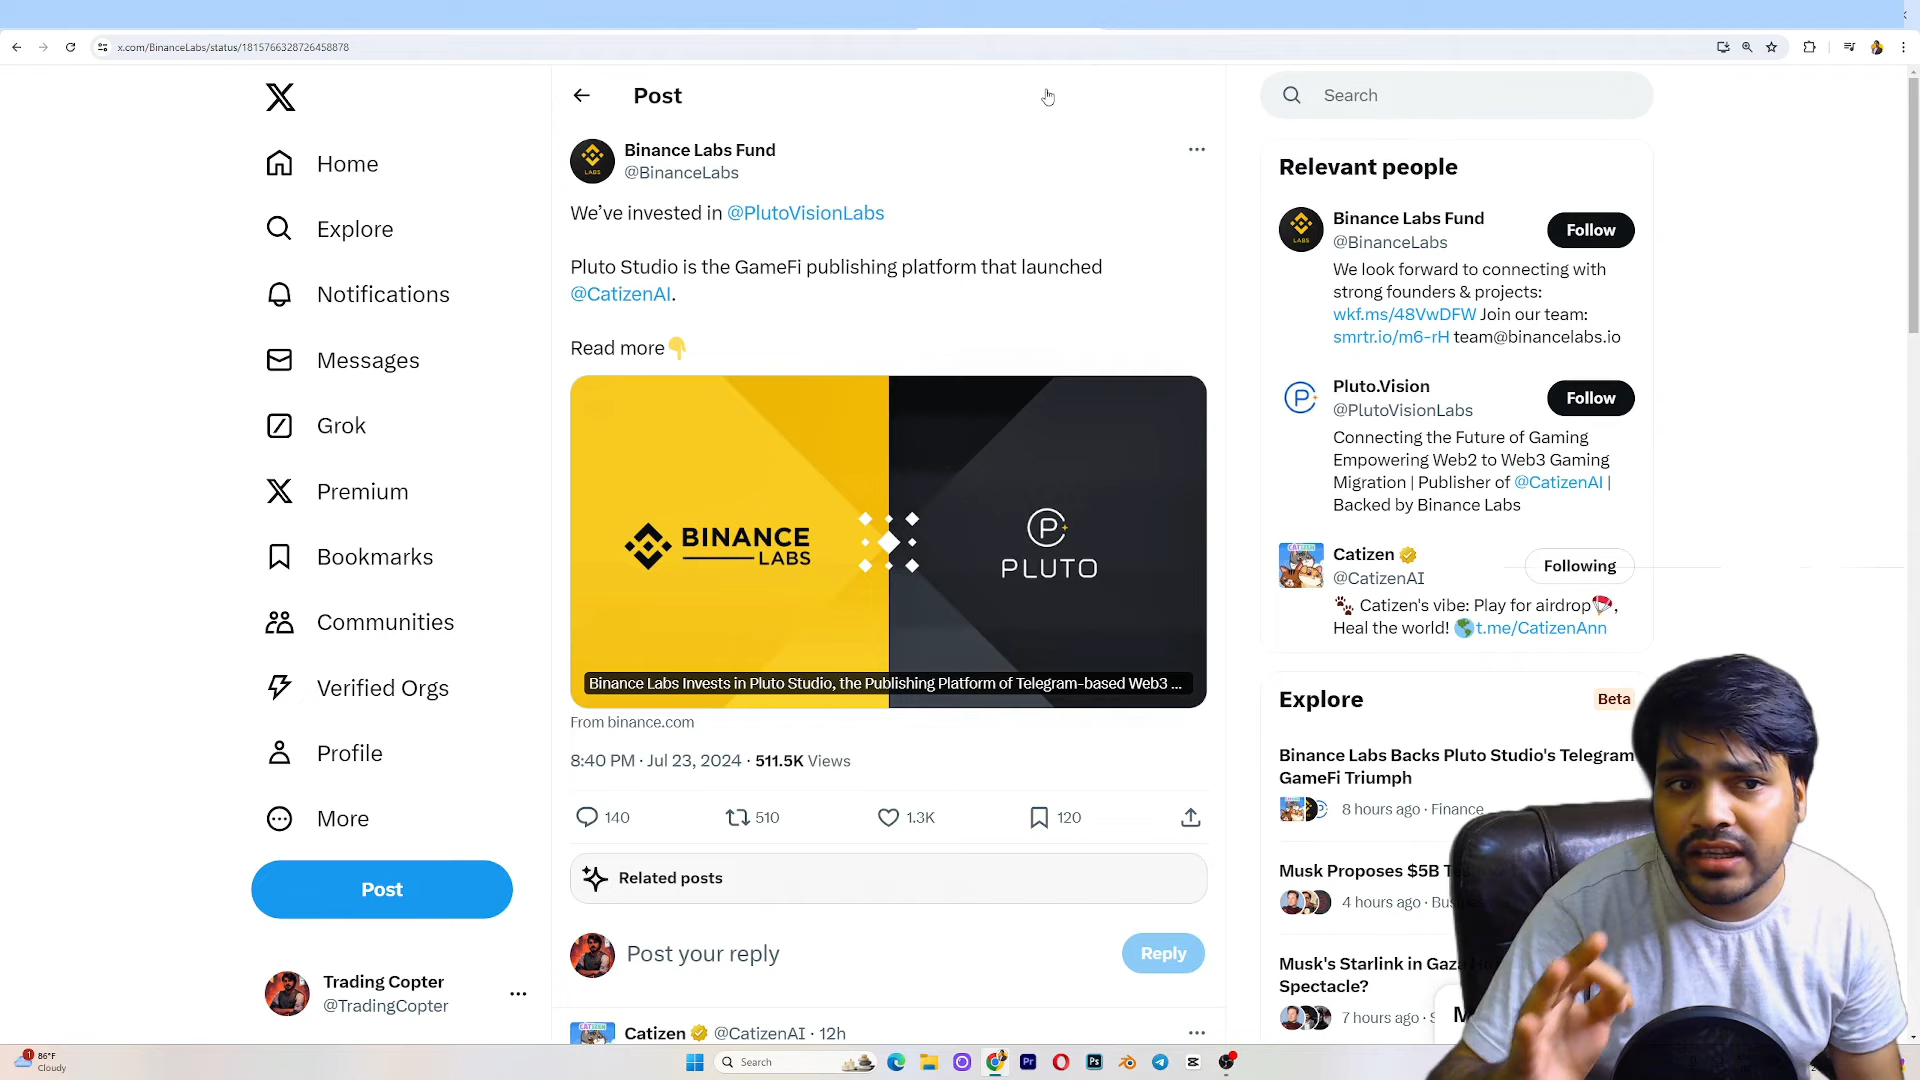 x.com/BinanceLabs/status/1815766328726458878
Post
Search
Home
Explore
Notifications
Messages
Grok
Premium
Bookmarks
Communities
Verified Orgs
Profile
More
Post
Trading Copter
@TradingCopter
Binance Labs Fund
@BinanceLabs
We’ve invested in @PlutoVisionLabs
Pluto Studio is the GameFi publishing platform that launched
@CatizenAI.
Read more
BINANCE
LABS
PLUTO
Binance Labs Invests in Pluto Studio, the Publishing Platform of Telegram-based Web3 ...
From binance.com
8:40 PM · Jul 23, 2024 · 511.5K Views
140 510 1.3K 120
Related posts
Post your reply
Reply
Catizen @CatizenAI · 12h
Relevant people
Binance Labs Fund
@BinanceLabs
Follow
We look forward to connecting with
strong founders & projects:
wkf.ms/48VwDFW Join our team:
smrtr.io/m6-rH team@binancelabs.io
Pluto.Vision
@PlutoVisionLabs
Follow
Connecting the Future of Gaming
Empowering Web2 to Web3 Gaming
Migration | Publisher of @CatizenAI |
Backed by Binance Labs
Catizen
@CatizenAI
Following
Catizen's vibe: Play for airdrop,
Heal the world! t.me/CatizenAnn
Explore
Beta
Binance Labs Backs Pluto Studio's Telegram
GameFi Triumph
8 hours ago · Finance
Musk Proposes $5B
4 hours ago ·
Musk's Starlink in Gaza
Spectacle?
7 hours ago ·
86°F
Cloudy
Search